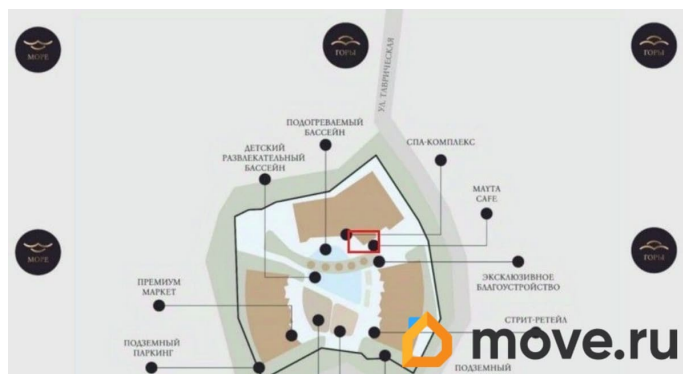 МОРЕ
ГОРЫ
ГОРЫ
УЛ. ТАВРИЧЕСКАЯ
ПОДОГРЕВАЕМЫЙ
БАССЕЙН
ДЕТСКИЙ
РАЗВЛЕКАТЕЛЬНЫЙ
БАССЕЙН
СПА-КОМПЛЕКС
MAYTA
CAFE
МОРЕ
ГОРЫ
ЭКСКЛЮЗИВНОЕ
БЛАГОУСТРОЙСТВО
ПРЕМИУМ
МАРКЕТ
СТРИТ-РЕТЕЙЛ
ПОДЗЕМНЫЙ
ПАРКИНГ
move.ru
ПОДЗЕМНЫЙ